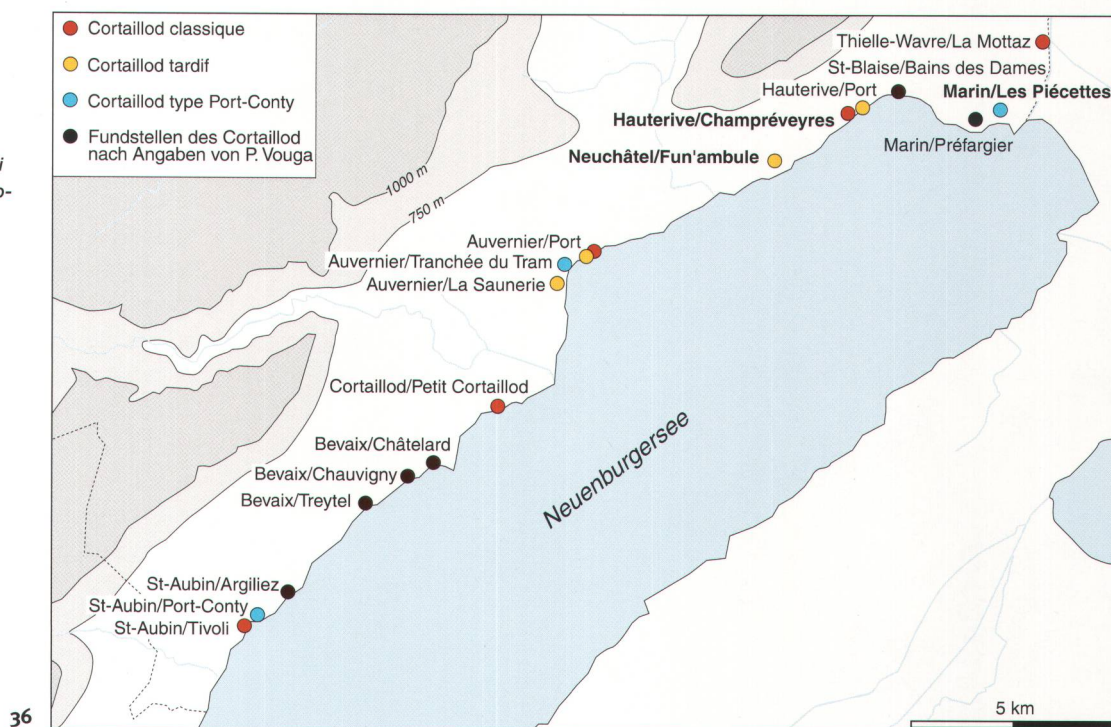 Cortaillod classique
Cortaillod tardif
Cortaillod type Port-Conty
Fundstellen des Cortaillod
nach Angaben von P. Vouga
i
o-
Thielle-Wavre/La Mottaz
St-Blaise/Bains des Dames
Hauterive/Port
Marin/Les Piécettes
Hauterive/Champréveyres
Marin/Préfargier
Neuchâtel/Fun'ambule
1000 m
750 m
Auvernier/Port
Auvernier/Tranchée du Tram
Auvernier/La Saunerie
Cortaillod/Petit Cortaillod
Bevaix/Châtelard
Bevaix/Chauvigny
Bevaix/Treytel
Neuenburgersee
St-Aubin/Argiliez
St-Aubin/Port-Conty
St-Aubin/Tivoli
5 km
36